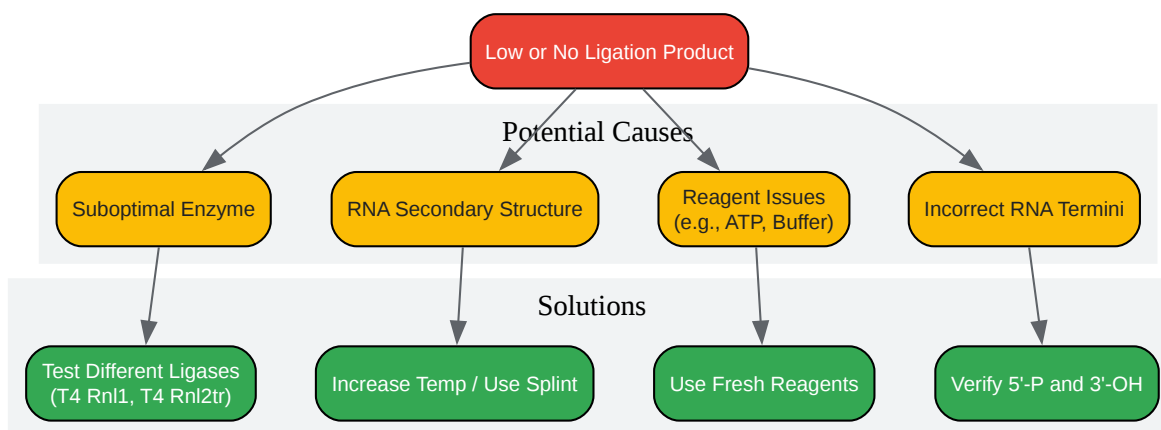 Low or No Ligation Product
Potential Causes
Suboptimal Enzyme
RNA Secondary Structure
Reagent Issues
(e.g., ATP, Buffer)
Incorrect RNA Termini
Solutions
Test Different Ligases
(T4 Rnl1, T4 Rnl2tr)
Increase Temp / Use Splint
Use Fresh Reagents
Verify 5'-P and 3'-OH